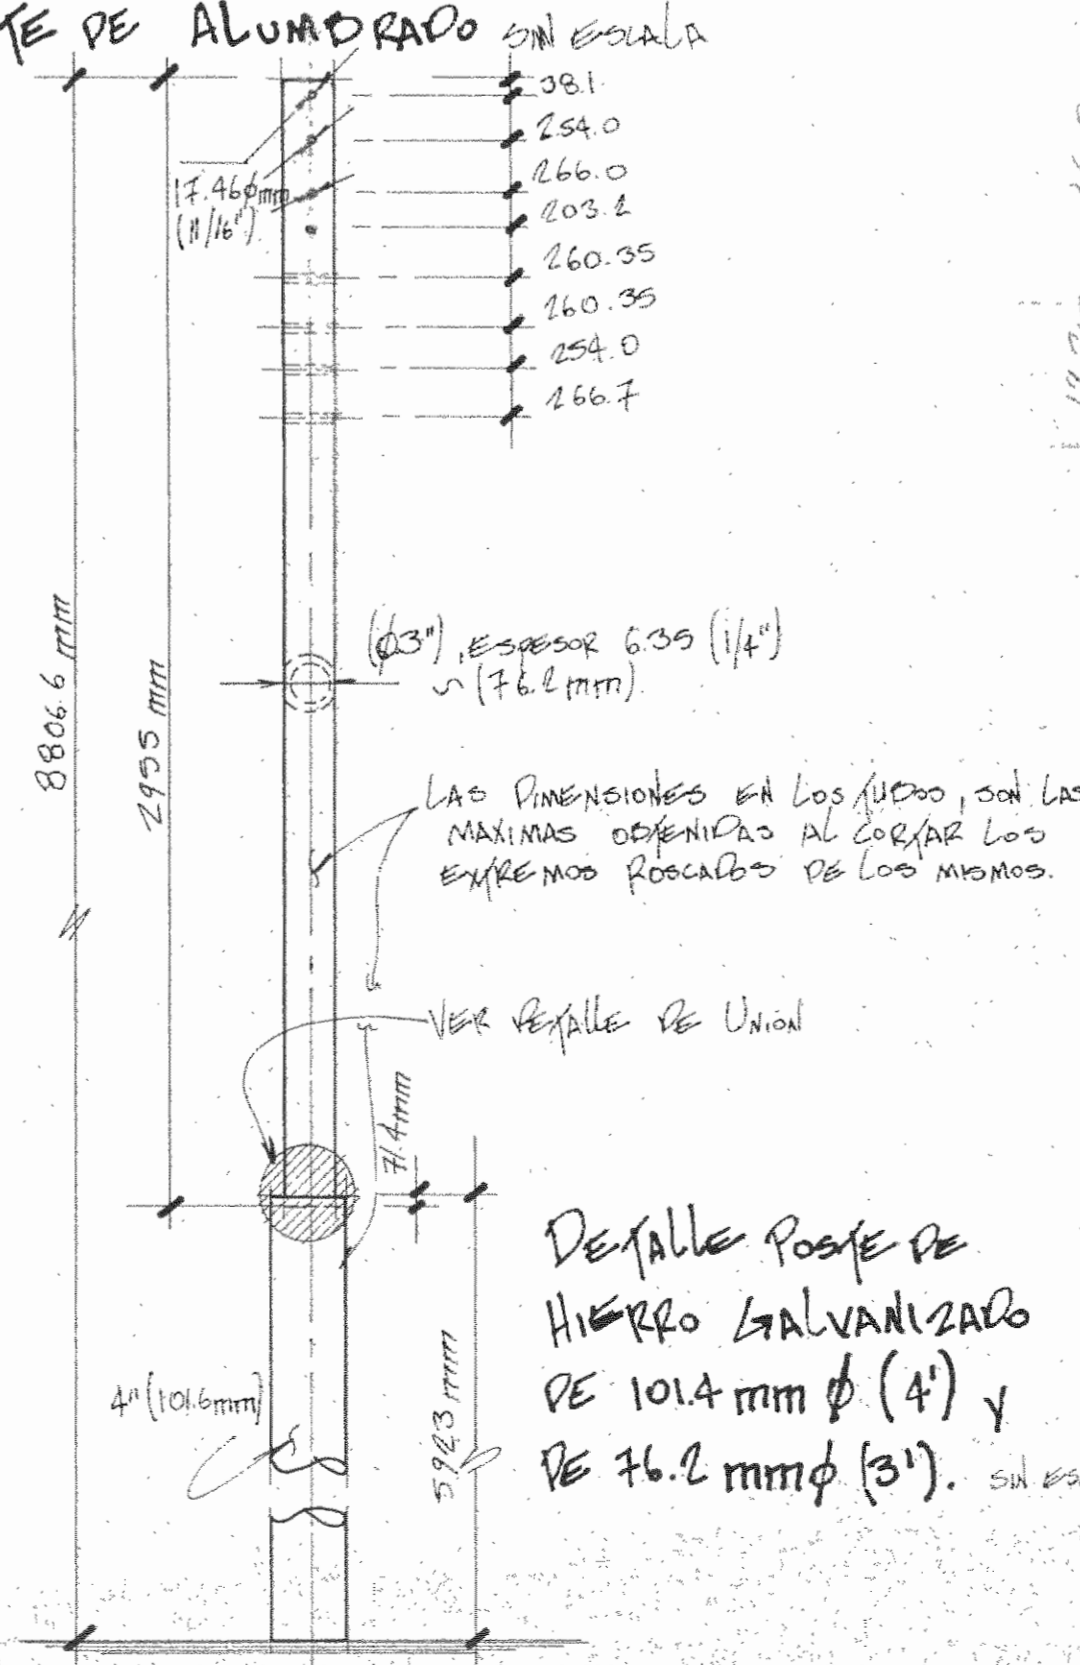 TE DE ALUMBRADO SIN ESCALA
38.1
254.0
266.0
203.2
260.35
260.35
254.0
266.7
17.46ϕmm
(11/16")
8806.6 mm
2955 mm
(ϕ3"), ESPESOR 6.35 (1/4")
(76.2mm)
LAS DIMENSIONES EN LOS TUBOS, SON LAS
MAXIMAS OBTENIDAS AL CORTAR LOS
EXTREMOS ROSCADOS DE LOS MISMOS.
VER DETALLE DE UNION
71.4mm
4" (101.6mm)
5923 mm
DETALLE POSTE DE
HIERRO GALVANIZADO
DE 101.4 mm ϕ (4') Y
DE 76.2 mmϕ (3'). SIN ES